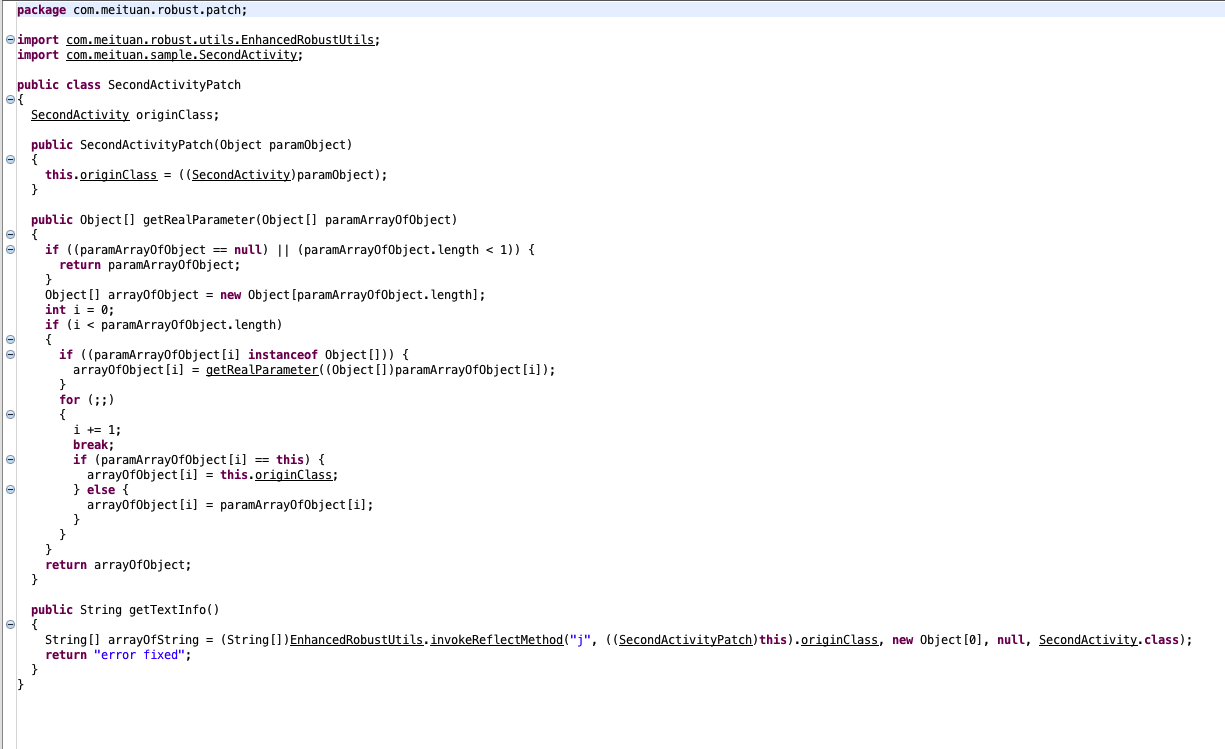 package com.meituan.robust.patch;
import com.meituan.robust.utils.EnhancedRobustUtils;
import com.meituan.sample.SecondActivity;
public class SecondActivityPatch
{
  SecondActivity originClass;
  public SecondActivityPatch(Object paramObject)
  {
    this.originClass = ((SecondActivity)paramObject);
  }
  public Object[] getRealParameter(Object[] paramArrayOfObject)
  {
    if ((paramArrayOfObject == null) || (paramArrayOfObject.length < 1)) {
      return paramArrayOfObject;
    }
    Object[] arrayOfObject = new Object[paramArrayOfObject.length];
    int i = 0;
    if (i < paramArrayOfObject.length)
    {
      if ((paramArrayOfObject[i] instanceof Object[])) {
        arrayOfObject[i] = getRealParameter((Object[])paramArrayOfObject[i]);
      }
      for (;;)
      {
        i += 1;
        break;
        if (paramArrayOfObject[i] == this) {
          arrayOfObject[i] = this.originClass;
        } else {
          arrayOfObject[i] = paramArrayOfObject[i];
        }
      }
    }
    return arrayOfObject;
  }
  public String getTextInfo()
  {
    String[] arrayOfString = (String[])EnhancedRobustUtils.invokeReflectMethod("j", ((SecondActivityPatch)this).originClass, new Object[0], null, SecondActivity.class);
    return "error fixed";
  }
}